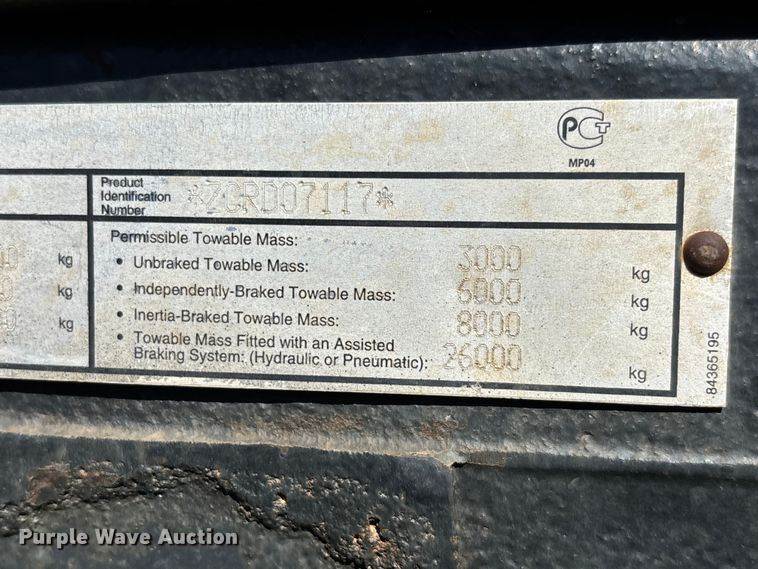 PCT
MP04
Product
Identification
Number
*ZCRD07117*
Permissible Towable Mass:
• Unbraked Towable Mass: 3000 kg
• Independently-Braked Towable Mass: 6000 kg
• Inertia-Braked Towable Mass: 8000 kg
• Towable Mass Fitted with an Assisted
Braking System: (Hydraulic or Pneumatic): 26000 kg
kg
kg
kg
84365195
Purple Wave Auction